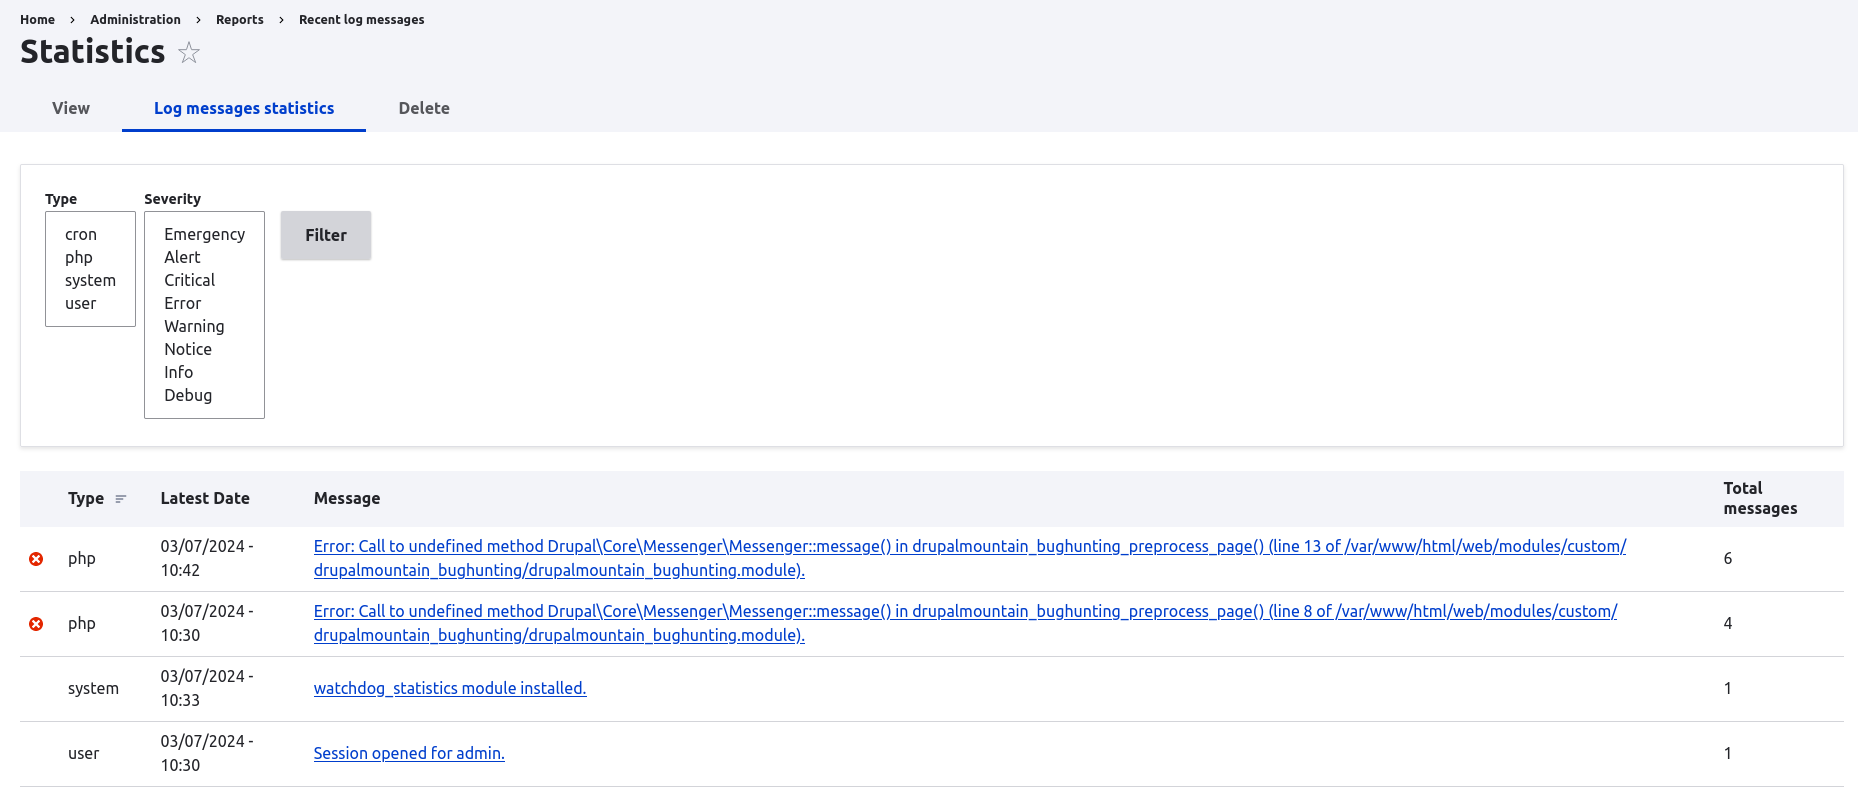 Home › Administration › Reports › Recent log messages
Statistics
View Log messages statistics Delete
Type Severity
cron
php
system
user
Emergency
Alert
Critical
Error
Warning
Notice
Info
Debug
Filter
Type Latest Date Message Total messages
php 03/07/2024 - 10:42 Error: Call to undefined method Drupal\Core\Messenger\Messenger::message() in drupalmountain_bughunting_preprocess_page() (line 13 of /var/www/html/web/modules/custom/
drupalmountain_bughunting/drupalmountain_bughunting.module). 6
php 03/07/2024 - 10:30 Error: Call to undefined method Drupal\Core\Messenger\Messenger::message() in drupalmountain_bughunting_preprocess_page() (line 8 of /var/www/html/web/modules/custom/
drupalmountain_bughunting/drupalmountain_bughunting.module). 4
system 03/07/2024 - 10:33 watchdog_statistics module installed. 1
user 03/07/2024 - 10:30 Session opened for admin. 1